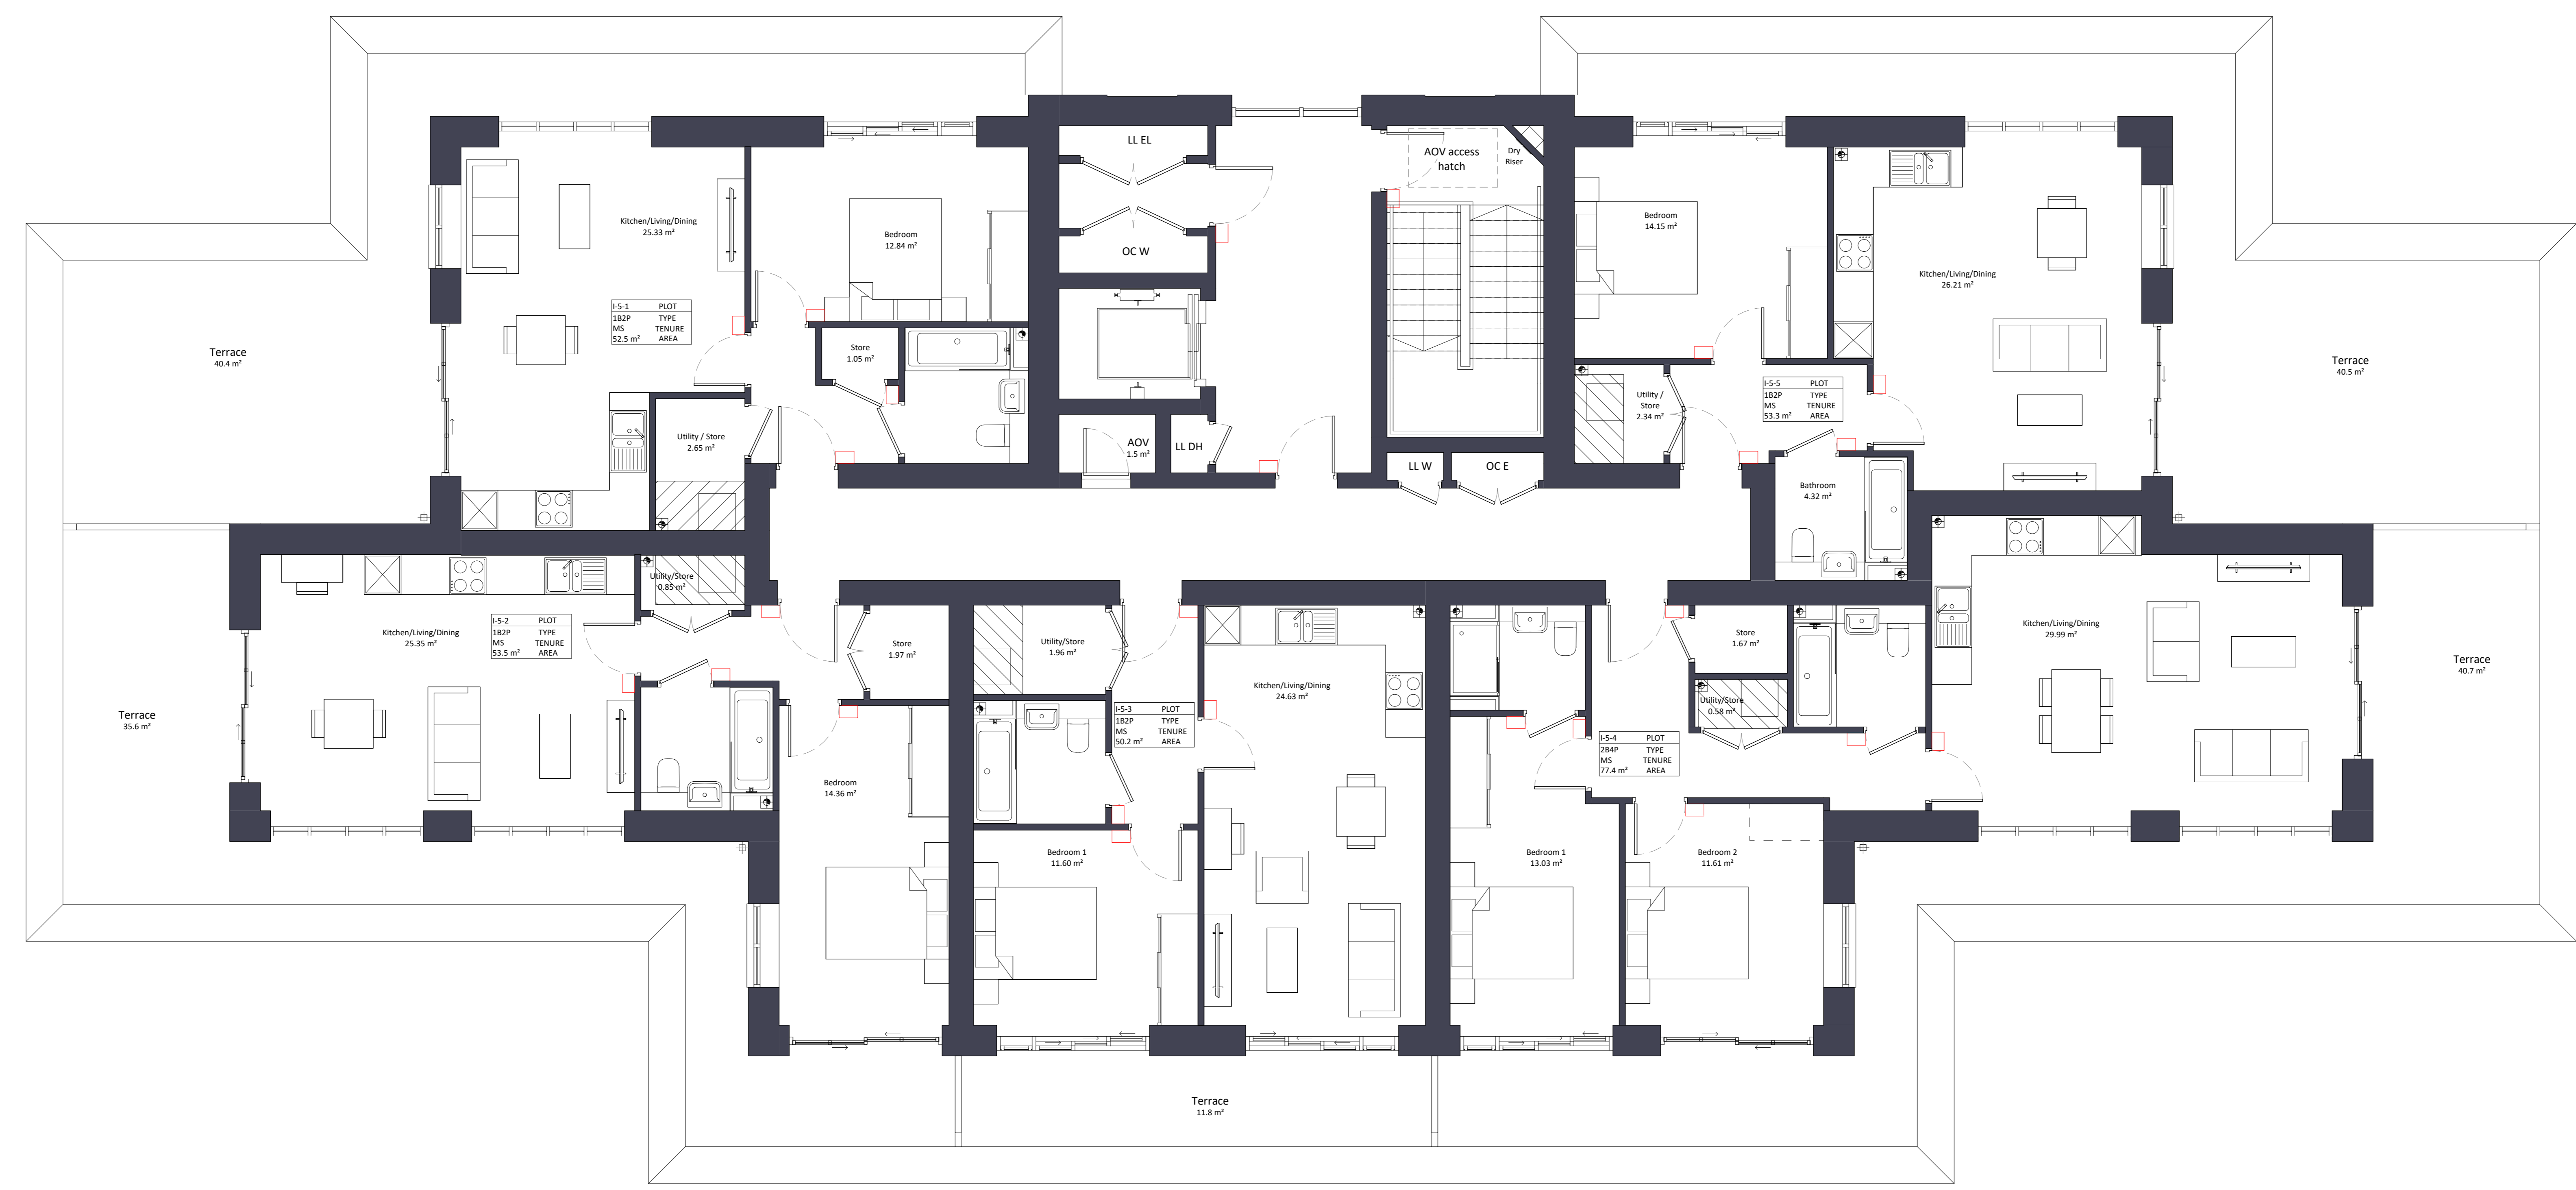 LL EL
AOV access
hatch
Dry
Riser
OC W
Kitchen/Living/Dining
25.33 m²
Bedroom
12.84 m²
I-5-1 PLOT
1B2P TYPE
MS TENURE
52.5 m² AREA
Store
1.05 m²
Utility / Store
2.65 m²
Terrace
40.4 m²
AOV
1.5 m²
LL DH
LL W
OC E
Bedroom
14.15 m²
Kitchen/Living/Dining
26.21 m²
Utility /
Store
2.34 m²
I-5-5 PLOT
1B2P TYPE
MS TENURE
53.3 m² AREA
Bathroom
4.32 m²
Terrace
40.5 m²
Utility/Store
0.85 m²
Kitchen/Living/Dining
25.35 m²
I-5-2 PLOT
1B2P TYPE
MS TENURE
53.5 m² AREA
Terrace
35.6 m²
Store
1.97 m²
Bedroom
14.36 m²
Utility/Store
1.96 m²
Kitchen/Living/Dining
24.63 m²
I-5-3 PLOT
1B2P TYPE
MS TENURE
50.2 m² AREA
Bedroom 1
11.60 m²
Store
1.67 m²
Utility/Store
0.58 m²
I-5-4 PLOT
2B4P TYPE
MS TENURE
77.4 m² AREA
Bedroom 1
13.03 m²
Bedroom 2
11.61 m²
Kitchen/Living/Dining
29.99 m²
Terrace
40.7 m²
Terrace
11.8 m²